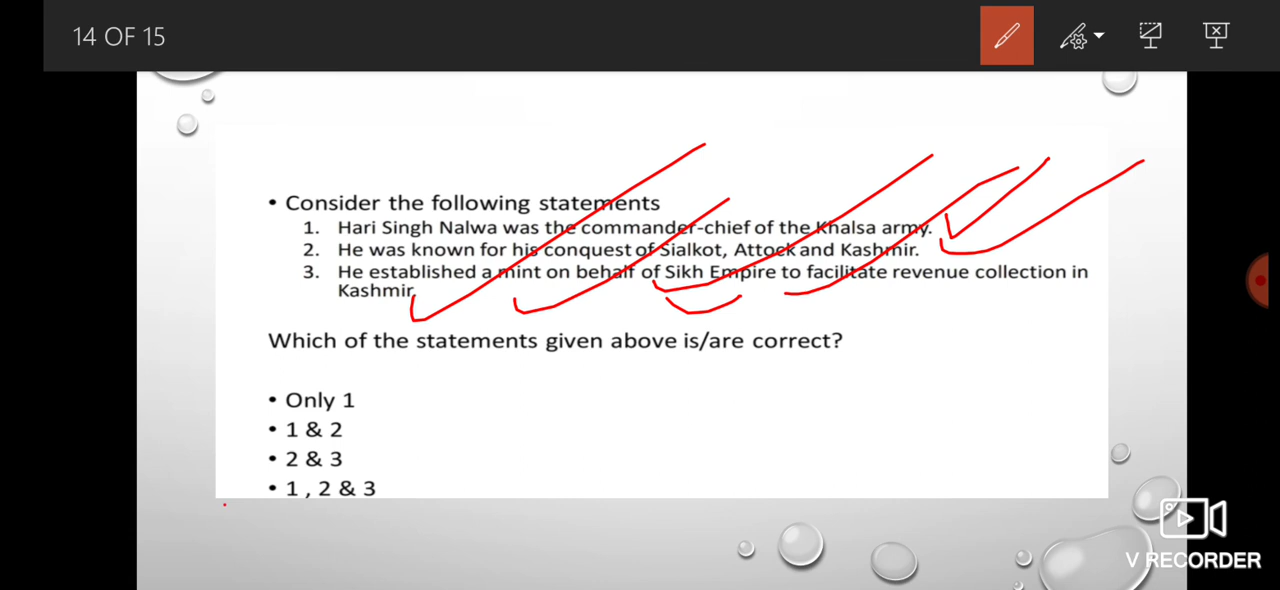 14 OF 15
• Consider the following statements
1. Hari Singh Nalwa was the commander-chief of the Khalsa army.
2. He was known for his conquest of Sialkot, Attock and Kashmir.
3. He established a mint on behalf of Sikh Empire to facilitate revenue collection in
Kashmir.
Which of the statements given above is/are correct?
• Only 1
• 1 & 2
• 2 & 3
• 1 , 2 & 3
V RECORDER